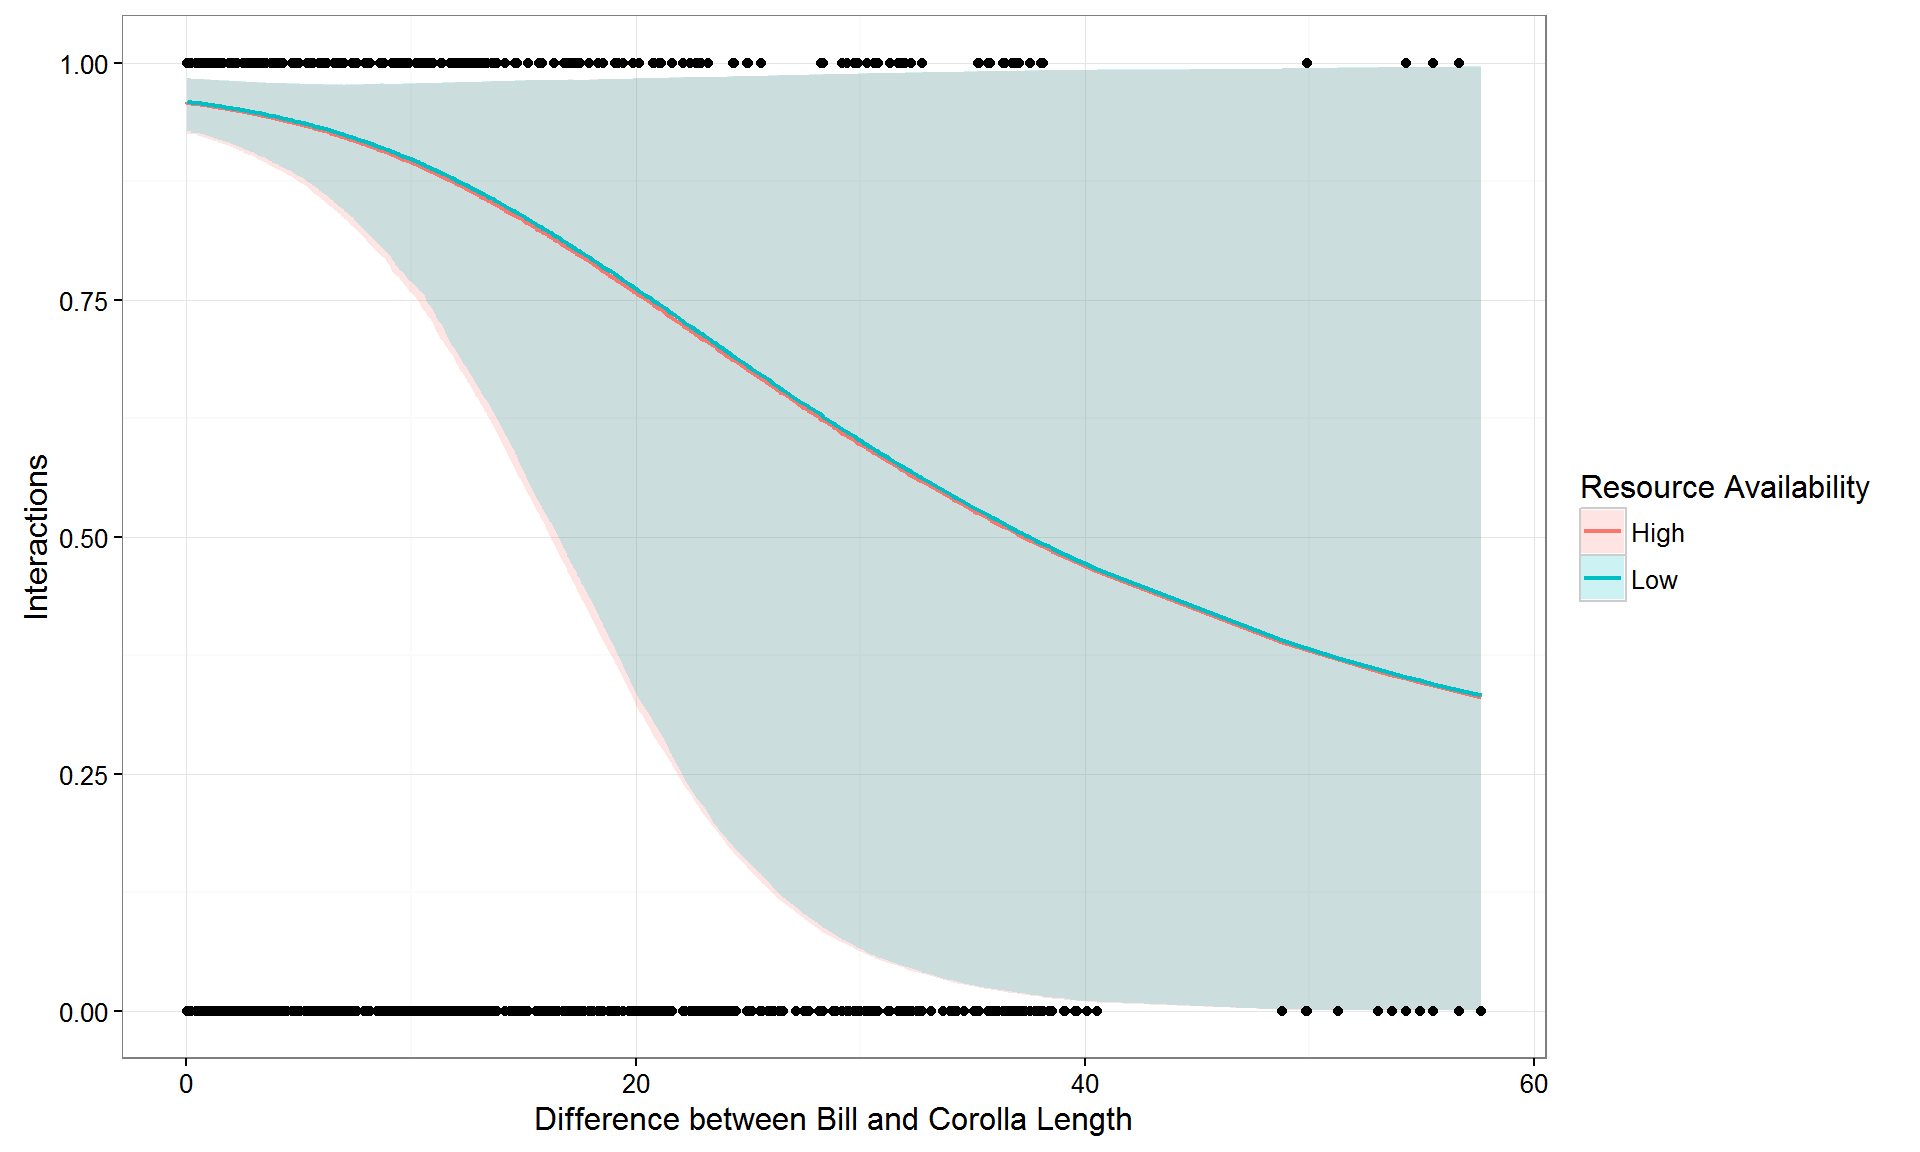 1.00
0.75
0.50
0.25
0.00
Interactions
0
20
40
60
Difference between Bill and Corolla Length
Resource Availability
High
Low